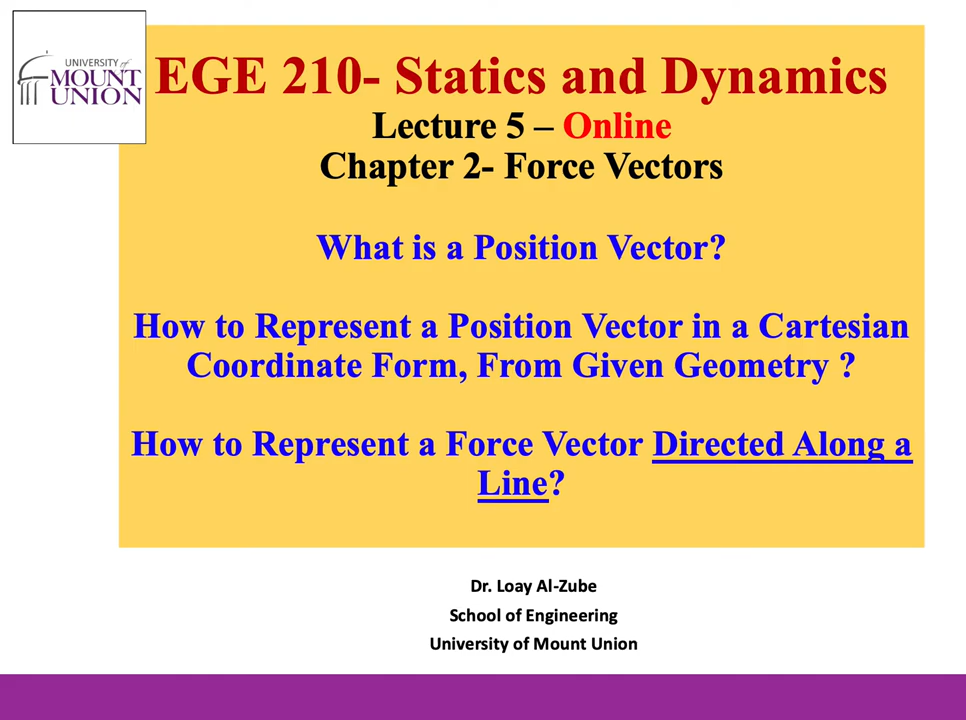 UNIVERSITY of
MOUNT
UNION
EGE 210- Statics and Dynamics
Lecture 5 – Online
Chapter 2- Force Vectors
What is a Position Vector?
How to Represent a Position Vector in a Cartesian
Coordinate Form, From Given Geometry ?
How to Represent a Force Vector Directed Along a
Line?
Dr. Loay Al-Zube
School of Engineering
University of Mount Union